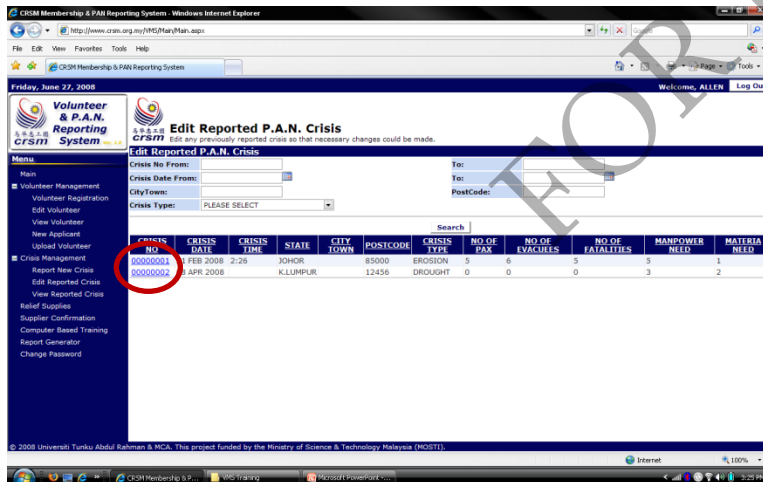 CRSM Membership & PAN Reporting System - Windows Internet Explorer
http://www.crsm.org.my/VMS/Main/Main.aspx
File Edit View Favorites Tools Help
CRSM Membership & PAN Reporting System
Page Tools
Friday, June 27, 2008 Welcome, ALLEN Log Ou
Volunteer
& P.A.N.
Reporting
System
crsm
Edit Reported P.A.N. Crisis
crsm Edit any previously reported crisis so that necessary changes could be made.
Menu
Edit Reported P.A.N. Crisis
Crisis No From: To:
Crisis Date From: To:
CityTown: PostCode:
Crisis Type: PLEASE SELECT
Search
Main
Volunteer Management
Volunteer Registration
Edit Volunteer
View Volunteer
New Applicant
Upload Volunteer
Crisis Management
Report New Crisis
Edit Reported Crisis
View Reported Crisis
Relief Supplies
Supplier Confirmation
Computer Based Training
Report Generator
Change Password
CRISIS NO CRISIS DATE CRISIS TIME STATE CITY TOWN POSTCODE CRISIS TYPE NO OF PAX NO OF EVACUEES NO OF FATALITIES MANPOWER NEED MATERIA NEED
00000001 1 FEB 2008 2:26 JOHOR 85000 EROSION 5 6 5 5 1
00000002 APR 2008 K.LUMPUR 12456 DROUGHT 0 0 0 3 2
© 2008 Universiti Tunku Abdul Rahman & MCA. This project funded by the Ministry of Science & Technology Malaysia (MOSTI).
Internet 100%
CRSM Membership & P... VMS Training Microsoft PowerPoint -... 3:25 PM
FOR